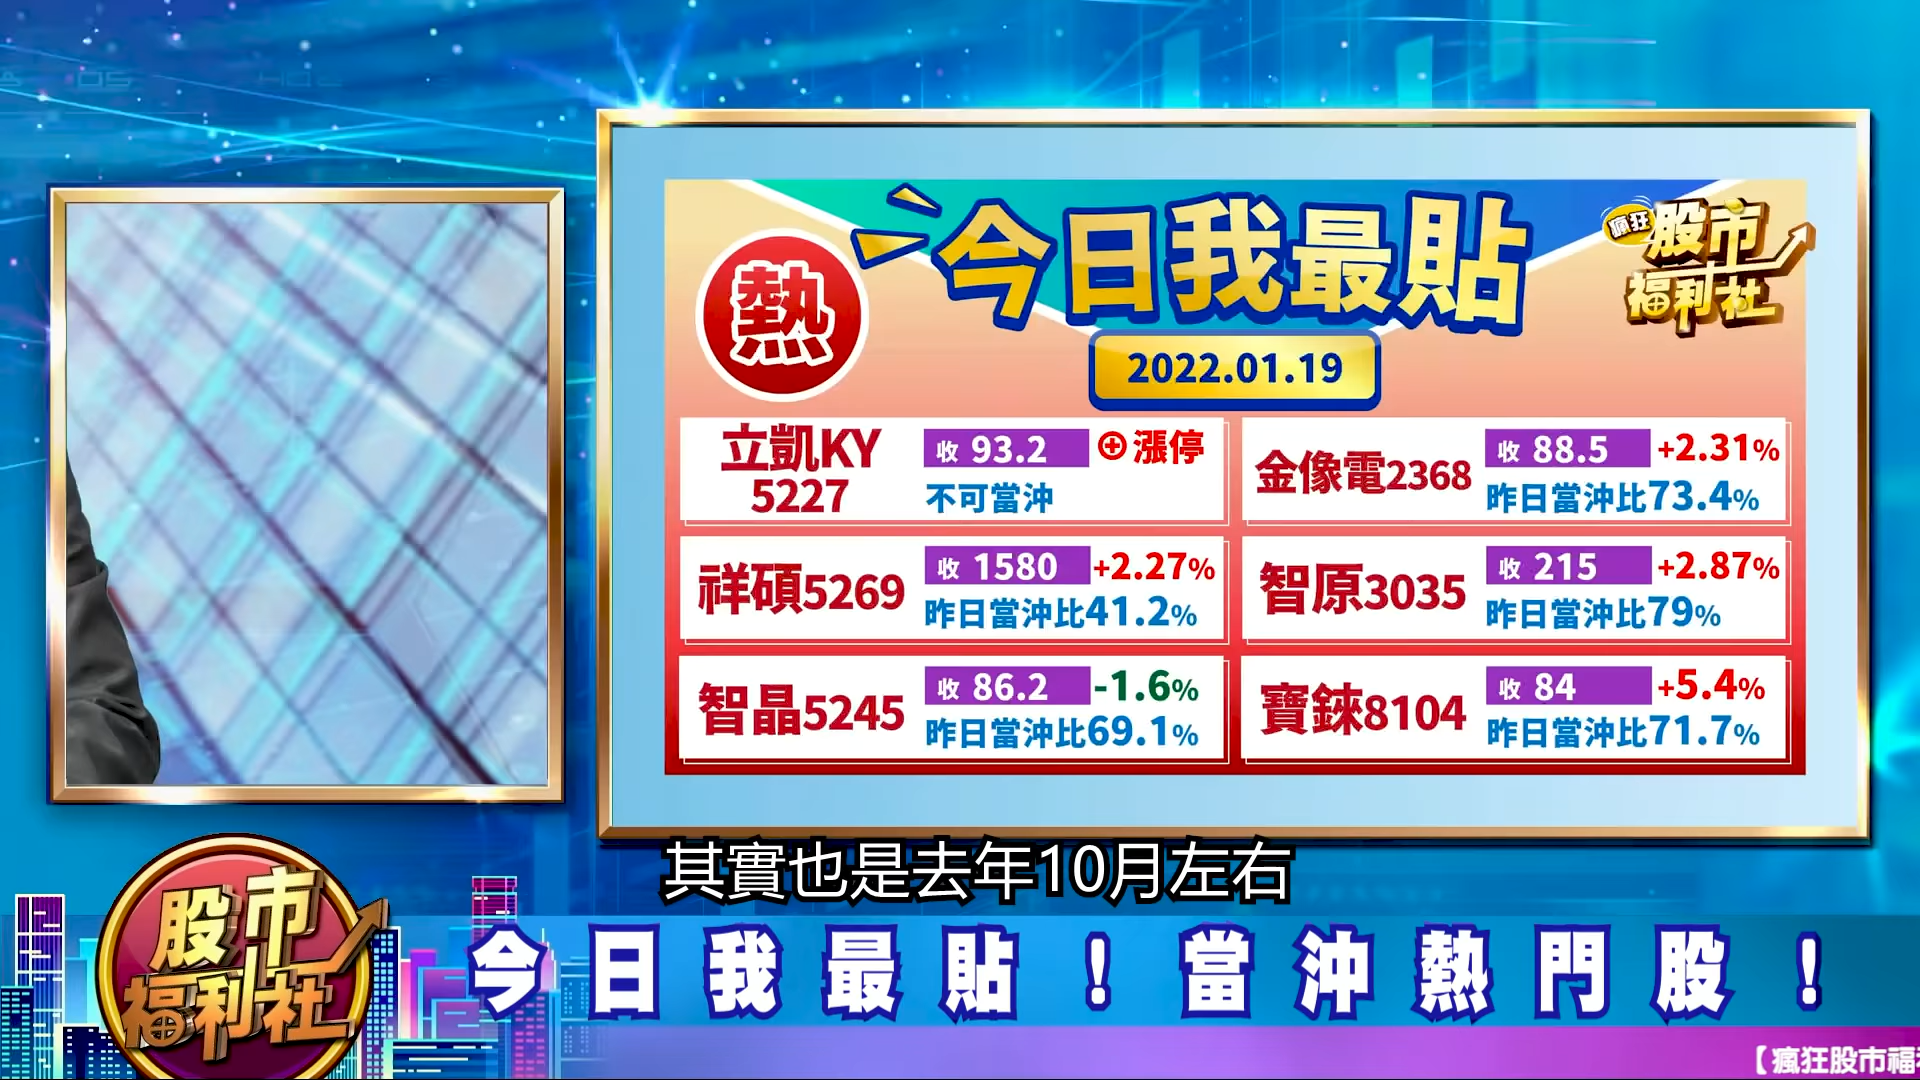 熱
今日我最貼
瘋狂
股市
福利社
2022.01.19
立凱KY
5227
收 93.2 ⊕漲停
不可當沖
金像電2368
收 88.5 +2.31%
昨日當沖比73.4%
祥碩5269
收 1580 +2.27%
昨日當沖比41.2%
智原3035
收 215 +2.87%
昨日當沖比79%
智晶5245
收 86.2 -1.6%
昨日當沖比69.1%
寶錸8104
收 84 +5.4%
昨日當沖比71.7%
其實也是去年10月左右
股市
福利社
今日我最貼！當沖熱門股！
【瘋狂股市福